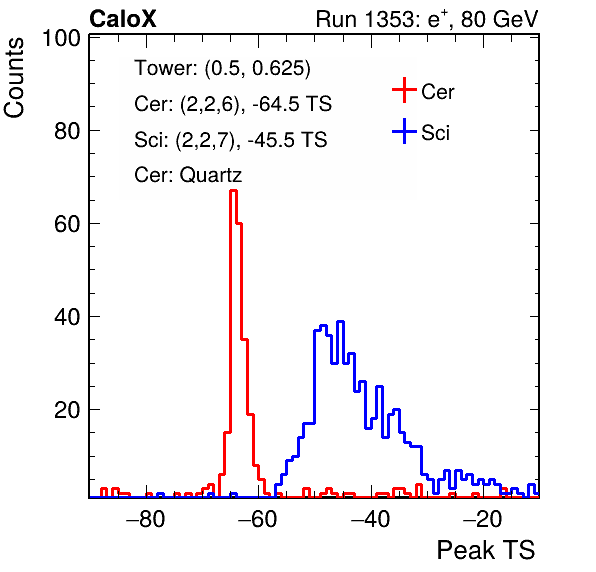 CaloX Run 1353: e⁺, 80 GeV
Counts
100
80
60
40
20
Tower: (0.5, 0.625)
Cer: (2,2,6), -64.5 TS
Sci: (2,2,7), -45.5 TS
Cer: Quartz
Cer
Sci
−80 −60 −40 −20
Peak TS